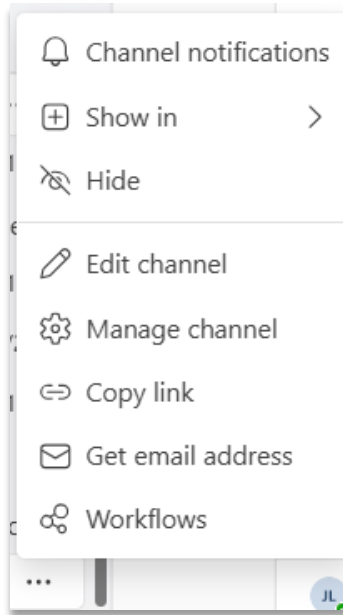 Channel notifications
Show in
Hide
Edit channel
Manage channel
Copy link
Get email address
Workflows
...
JL